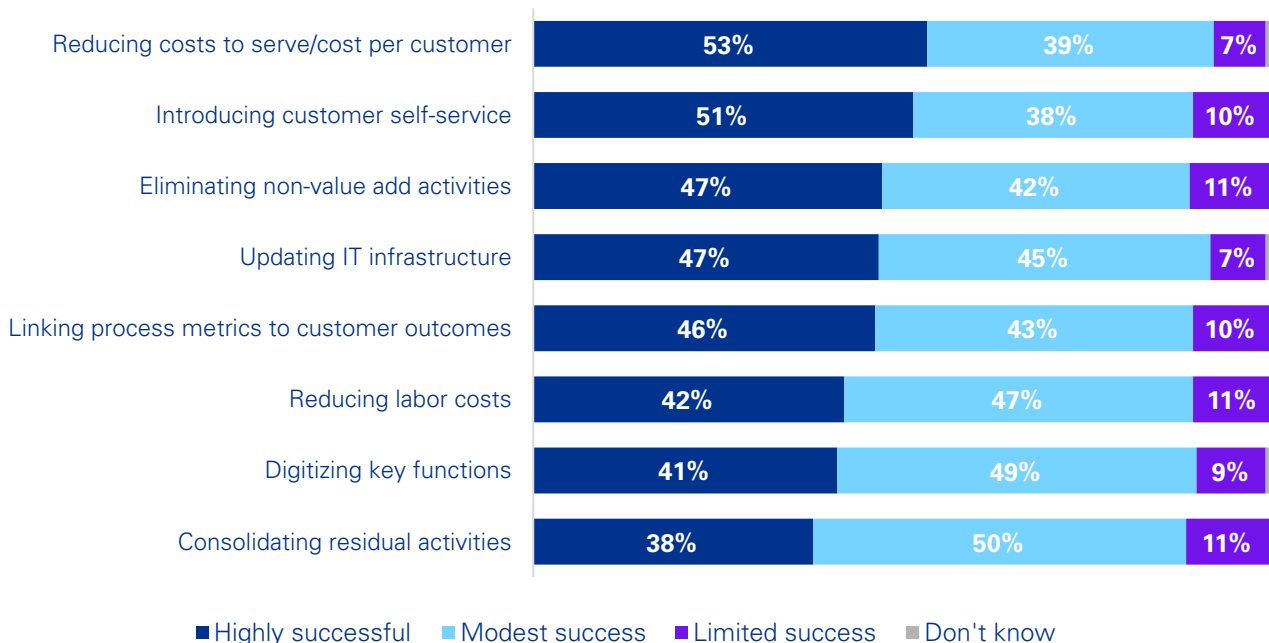 Reducing costs to serve/cost per customer 53% 39% 7%
Introducing customer self-service 51% 38% 10%
Eliminating non-value add activities 47% 42% 11%
Updating IT infrastructure 47% 45% 7%
Linking process metrics to customer outcomes 46% 43% 10%
Reducing labor costs 42% 47% 11%
Digitizing key functions 41% 49% 9%
Consolidating residual activities 38% 50% 11%
Highly successful Modest success Limited success Don't know